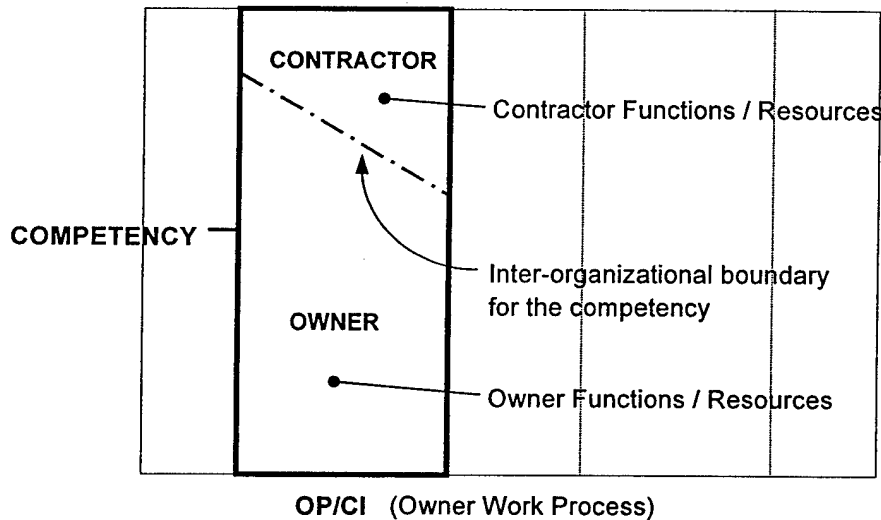 CONTRACTOR
Contractor Functions / Resources
COMPETENCY
Inter-organizational boundary
for the competency
OWNER
Owner Functions / Resources
OP/CI (Owner Work Process)